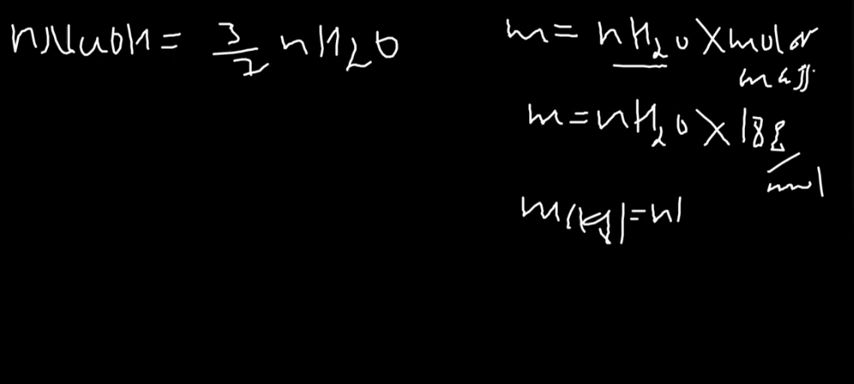 nNaOH = 3/2 nH₂O
m = nH₂O X molar
mass
m = nH₂O X 18g
/mol
m(kg) = n